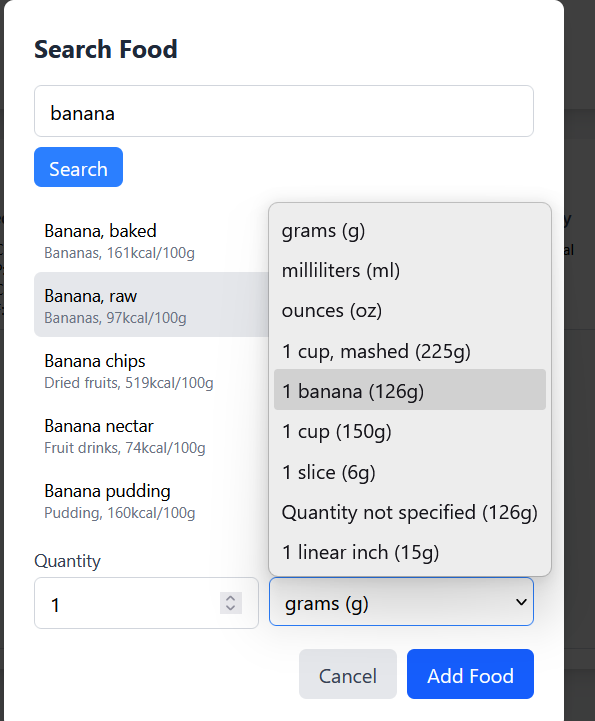 Search Food
banana
Search
Banana, baked
Bananas, 161kcal/100g
Banana, raw
Bananas, 97kcal/100g
Banana chips
Dried fruits, 519kcal/100g
Banana nectar
Fruit drinks, 74kcal/100g
Banana pudding
Pudding, 160kcal/100g
grams (g)
milliliters (ml)
ounces (oz)
1 cup, mashed (225g)
1 banana (126g)
1 cup (150g)
1 slice (6g)
Quantity not specified (126g)
1 linear inch (15g)
Quantity
1
grams (g)
Cancel
Add Food